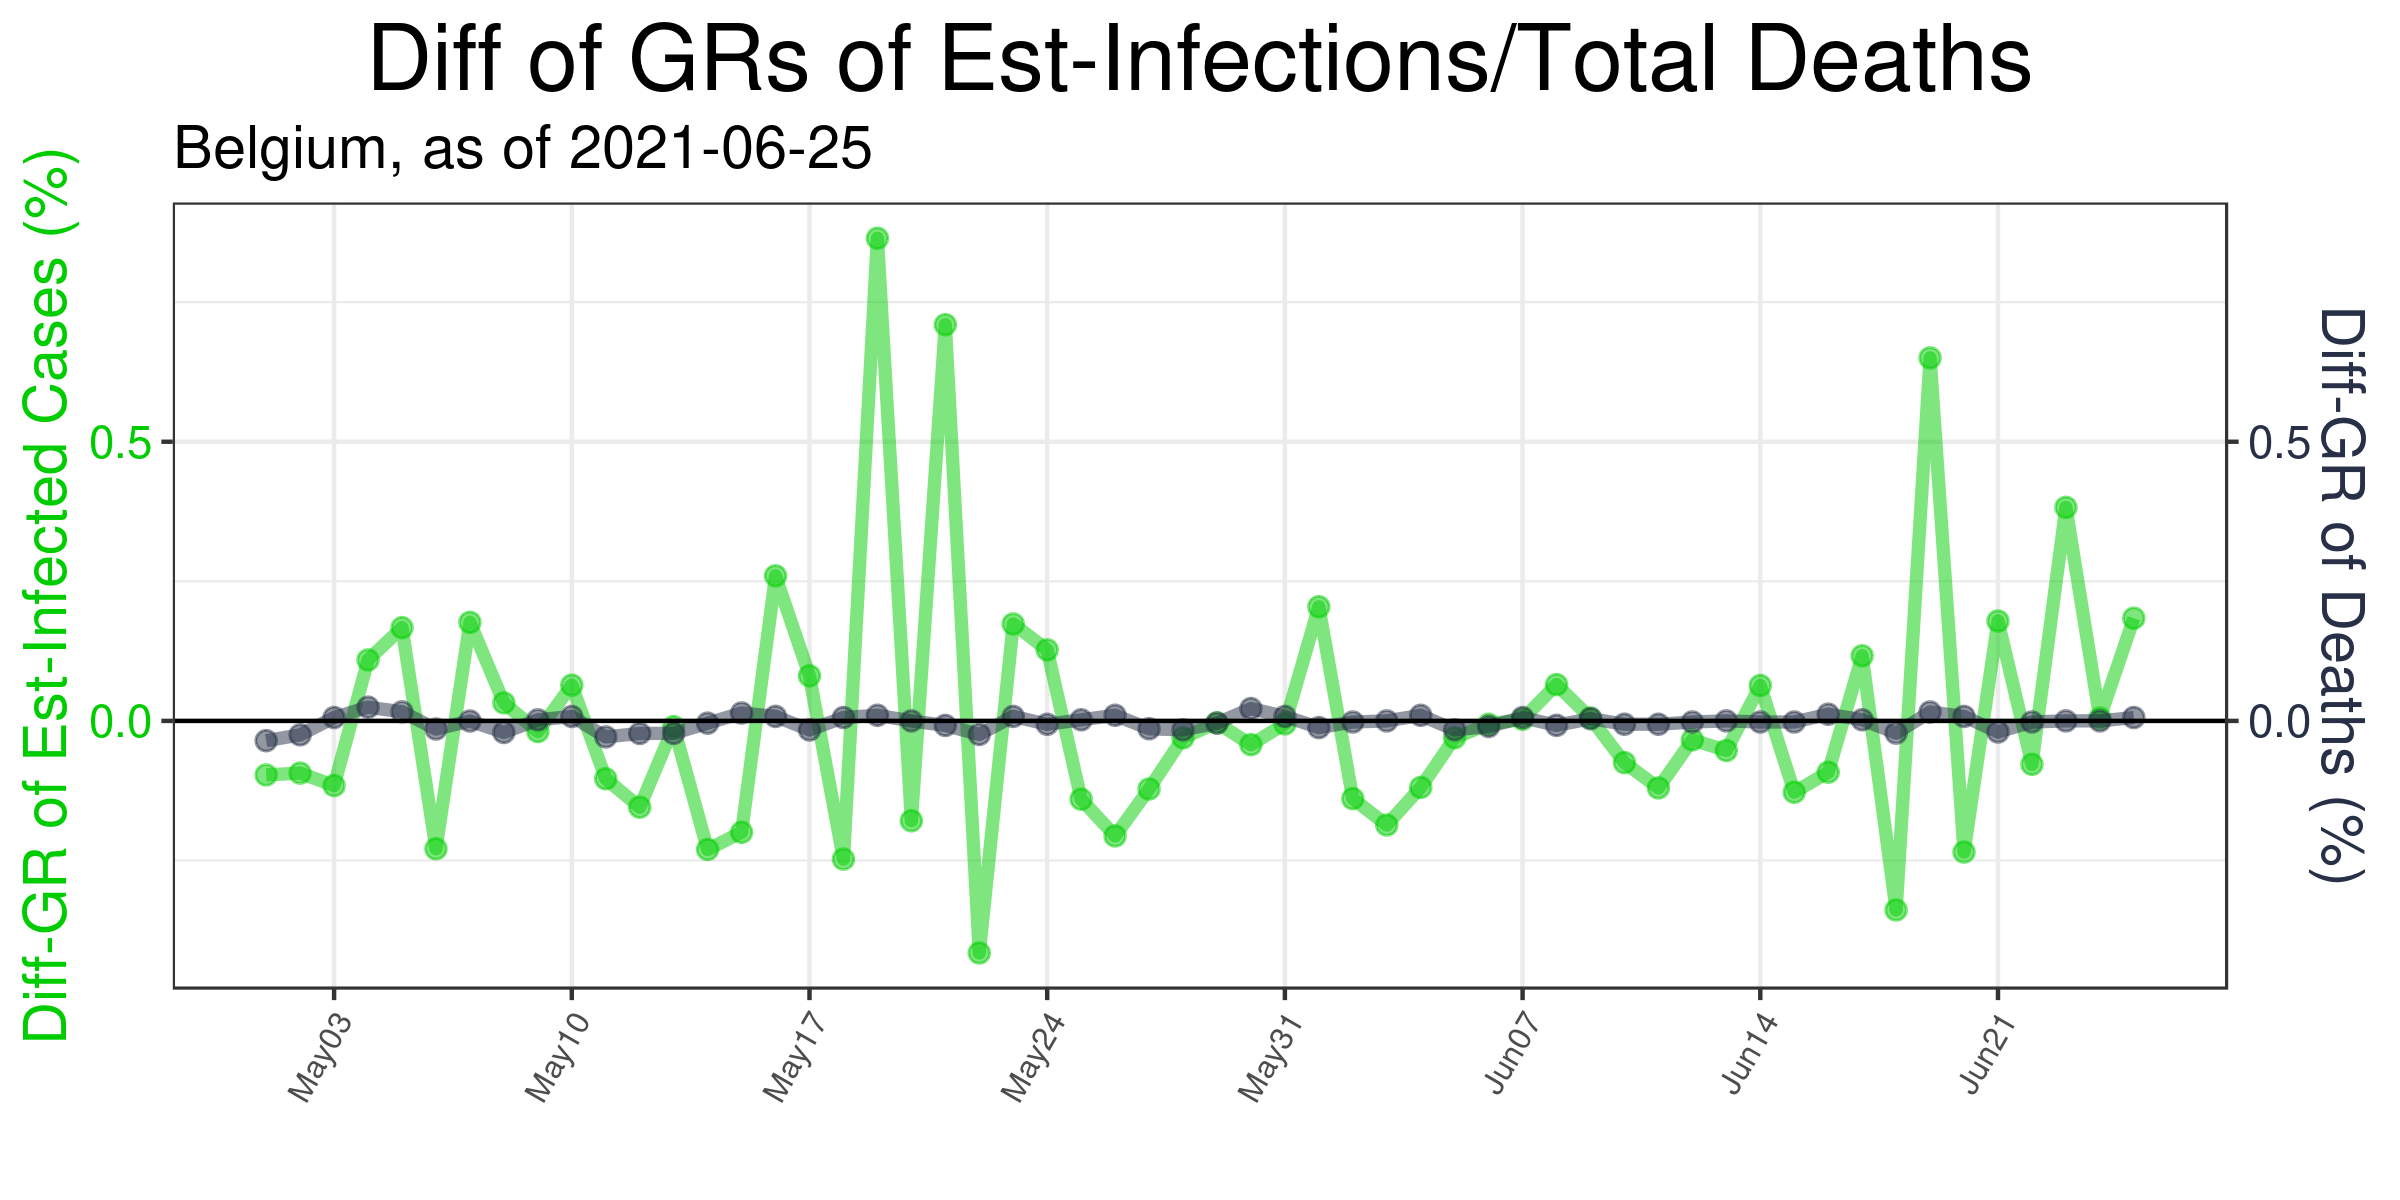 Diff of GRs of Est-Infections/Total Deaths
Belgium, as of 2021-06-25
Diff-GR of Est-Infected Cases (%)
0.5
0.0
0.5
0.0
Diff-GR of Deaths (%)
May03
May10
May17
May24
May31
Jun07
Jun14
Jun21